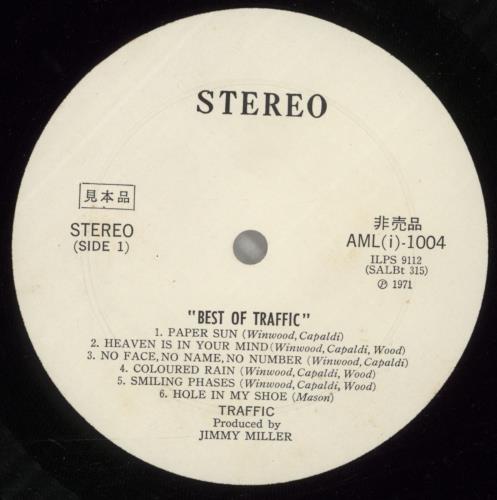 STEREO
見本品
STEREO
(SIDE 1)
非売品
AML(i)-1004
ILPS 9112
(SALBt 315)
Ⓟ 1971
"BEST OF TRAFFIC"
1. PAPER SUN (Winwood, Capaldi)
2. HEAVEN IS IN YOUR MIND (Winwood, Capaldi, Wood)
3. NO FACE, NO NAME, NO NUMBER (Winwood, Capaldi)
4. COLOURED RAIN (Winwood, Capaldi, Wood)
5. SMILING PHASES (Winwood, Capaldi, Wood)
6. HOLE IN MY SHOE (Mason)
TRAFFIC
Produced by
JIMMY MILLER